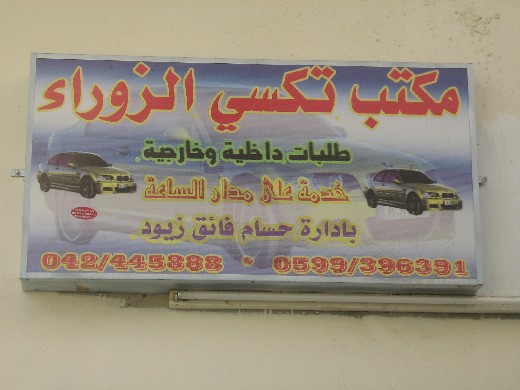 مكتب تكسي الزوراء
طلبات داخلية وخارجية
خدمة على مدار الساعة
بادارة حسام فائق زيود
042/445888 * 0599/396391